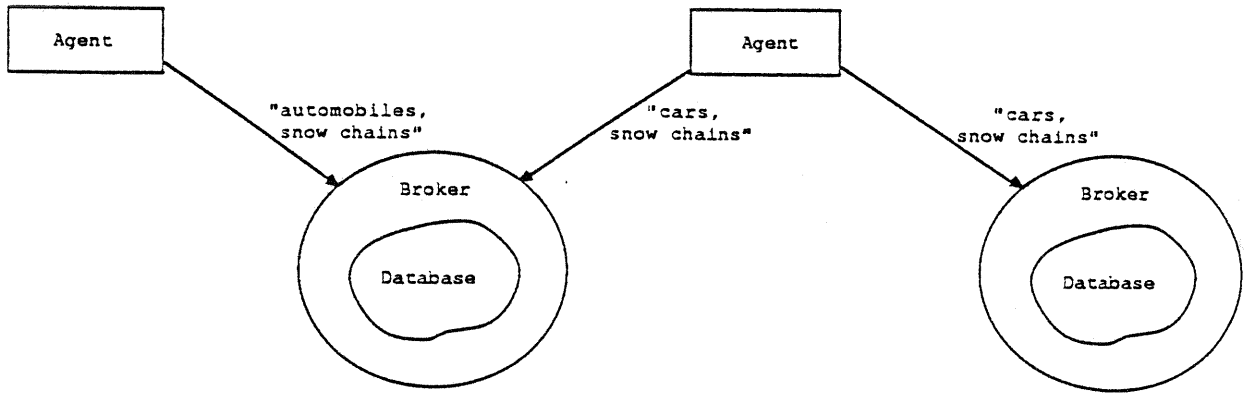 Agent
Agent
"automobiles,
snow chains"
"cars,
snow chains"
"cars,
snow chains"
Broker
Broker
Database
Database